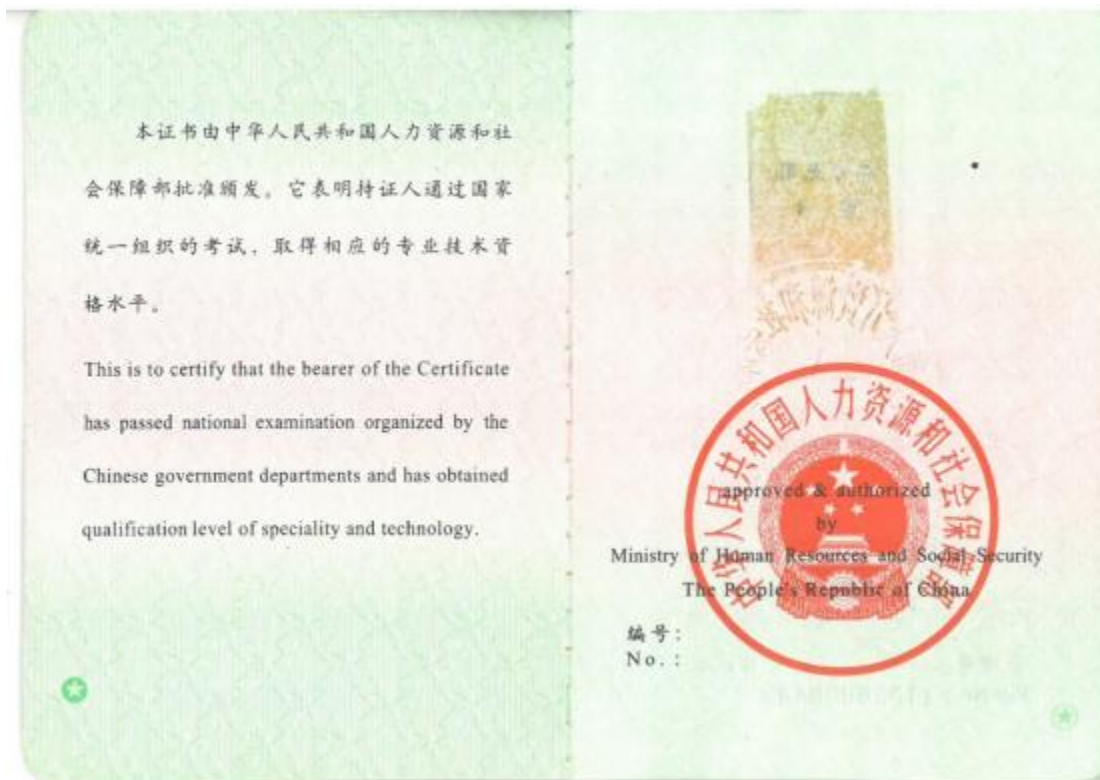 本证书由中华人民共和国人力资源和社
会保障部批准颁发。它表明持证人通过国家
统一组织的考试，取得相应的专业技术资
格水平。
This is to certify that the bearer of the Certificate
has passed national examination organized by the
Chinese government departments and has obtained
qualification level of speciality and technology.
中华人民共和国人力资源和社会保障部
approved & authorized
by
Ministry of Human Resources and Social Security
The People's Republic of China
编号：
No.：